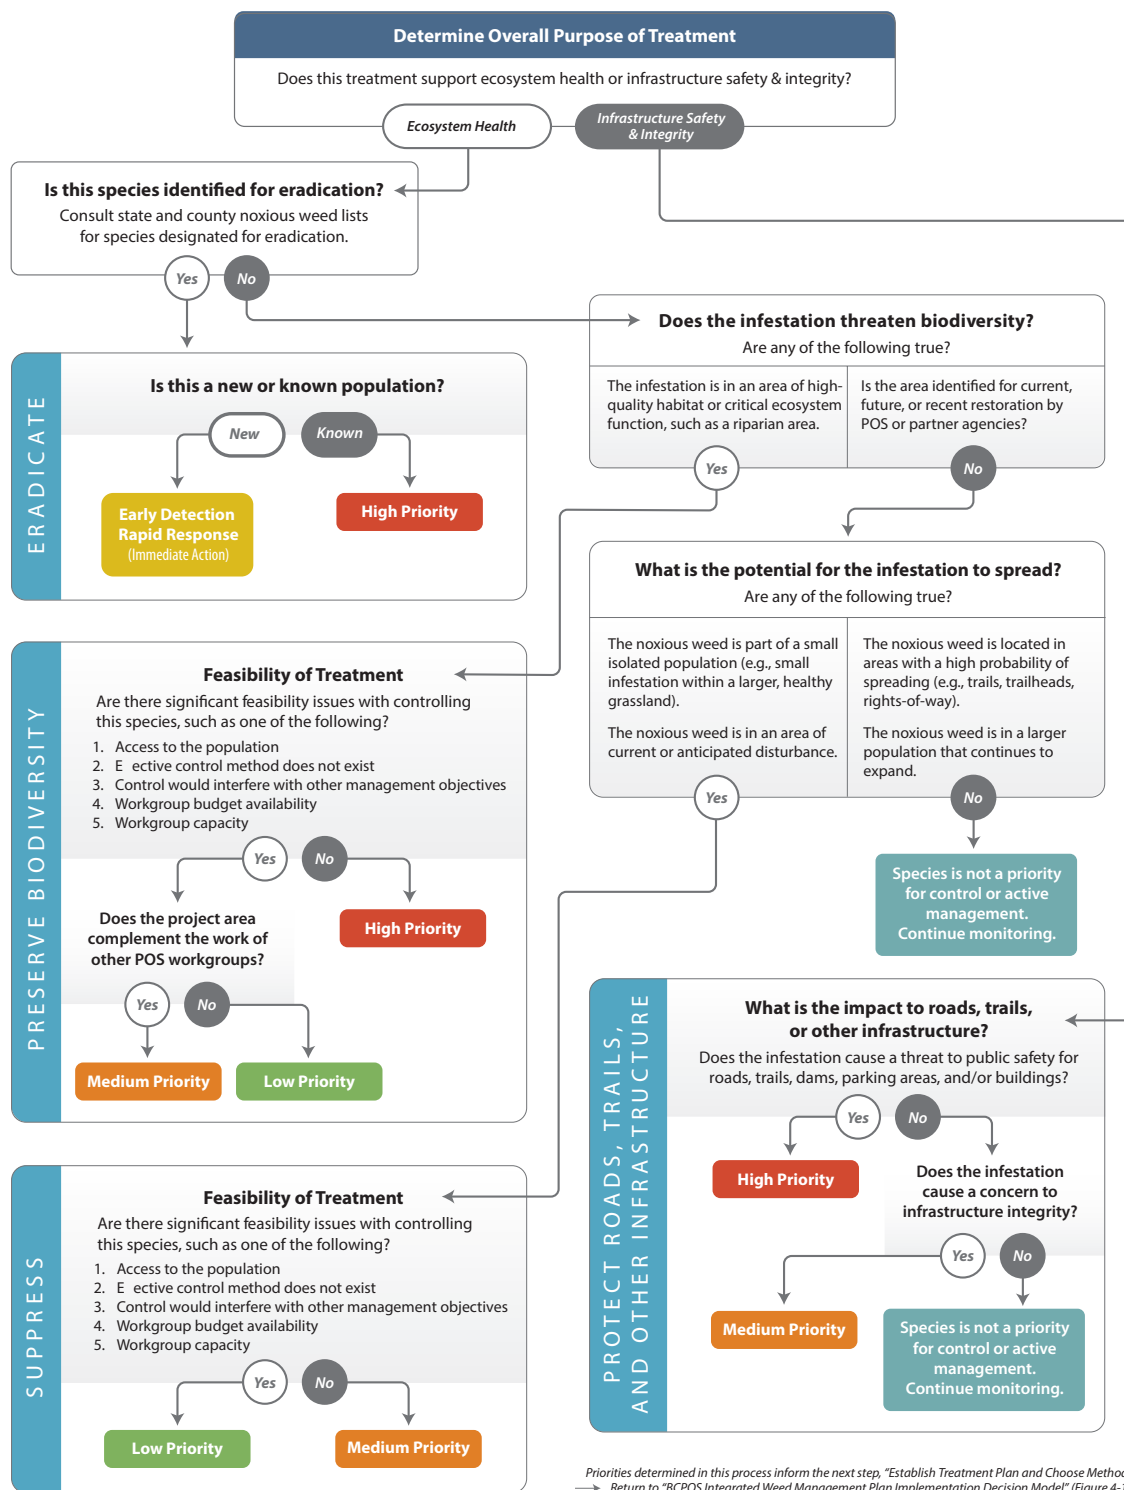 Determine Overall Purpose of Treatment
Does this treatment support ecosystem health or infrastructure safety & integrity?
Ecosystem Health
Infrastructure Safety
& Integrity
Is this species identified for eradication?
Consult state and county noxious weed lists
for species designated for eradication.
Yes
No
ERADICATE
Is this a new or known population?
New
Known
Early Detection
Rapid Response
(Immediate Action)
High Priority
Does the infestation threaten biodiversity?
Are any of the following true?
The infestation is in an area of high-
quality habitat or critical ecosystem
function, such as a riparian area.
Is the area identified for current,
future, or recent restoration by
POS or partner agencies?
Yes
No
What is the potential for the infestation to spread?
Are any of the following true?
The noxious weed is part of a small
isolated population (e.g., small
infestation within a larger, healthy
grassland).
The noxious weed is in an area of
current or anticipated disturbance.
The noxious weed is located in
areas with a high probability of
spreading (e.g., trails, trailheads,
rights-of-way).
The noxious weed is in a larger
population that continues to
expand.
Yes
No
Species is not a priority
for control or active
management.
Continue monitoring.
PRESERVE BIODIVERSITY
Feasibility of Treatment
Are there significant feasibility issues with controlling
this species, such as one of the following?
1. Access to the population
2. E ective control method does not exist
3. Control would interfere with other management objectives
4. Workgroup budget availability
5. Workgroup capacity
Yes
No
Does the project area
complement the work of
other POS workgroups?
High Priority
Yes
No
Medium Priority
Low Priority
SUPPRESS
Feasibility of Treatment
Are there significant feasibility issues with controlling
this species, such as one of the following?
1. Access to the population
2. E ective control method does not exist
3. Control would interfere with other management objectives
4. Workgroup budget availability
5. Workgroup capacity
Yes
No
Low Priority
Medium Priority
PROTECT ROADS, TRAILS,
AND OTHER INFRASTRUCTURE
What is the impact to roads, trails,
or other infrastructure?
Does the infestation cause a threat to public safety for
roads, trails, dams, parking areas, and/or buildings?
Yes
No
High Priority
Does the infestation
cause a concern to
infrastructure integrity?
Yes
No
Medium Priority
Species is not a priority
for control or active
management.
Continue monitoring.
Priorities determined in this process inform the next step, "Establish Treatment Plan and Choose
Return to "BCPOS Integrated Weed Management Plan Implementation Decision Model" (Figure